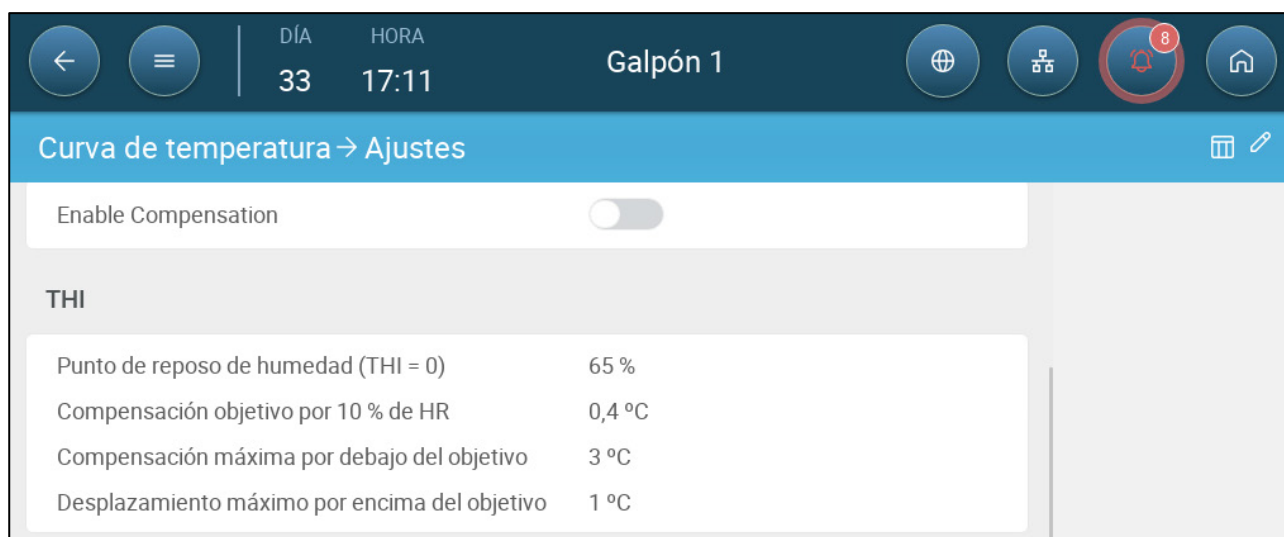 DÍA HORA
33 17:11
Galpón 1
8
Curva de temperatura → Ajustes
Enable Compensation
THI
Punto de reposo de humedad (THI = 0) 65 %
Compensación objetivo por 10 % de HR 0,4 ºC
Compensación máxima por debajo del objetivo 3 ºC
Desplazamiento máximo por encima del objetivo 1 ºC